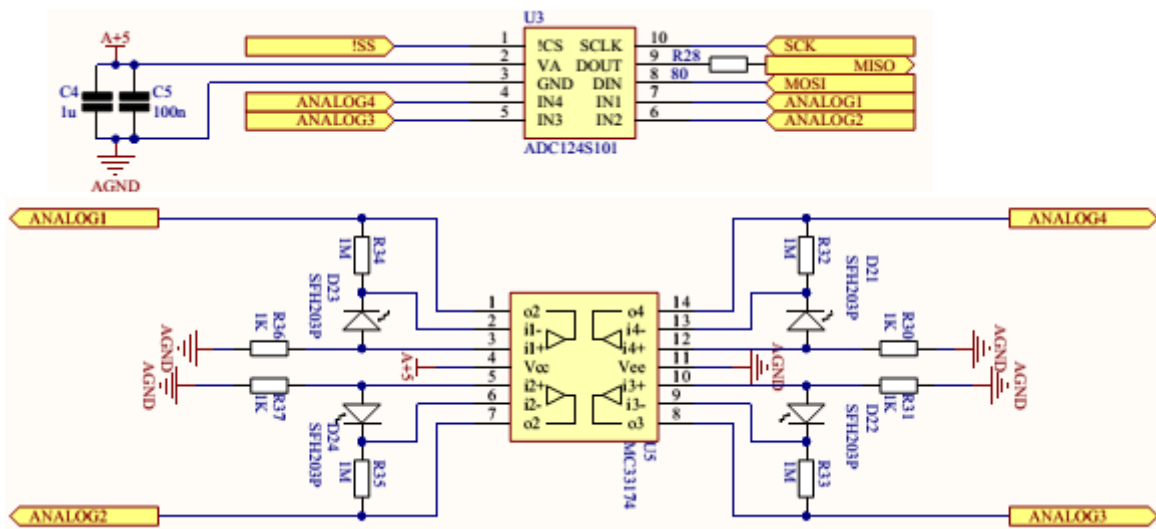 U3
A+5
!SS
1 !CS SCLK 10
SCK
2 VA DOUT 9
R28
MISO
3 GND DIN 8
80
MOSI
C4
1u
C5
100n
ANALOG4
4 IN4 IN1 7
ANALOG1
ANALOG3
5 IN3 IN2 6
ANALOG2
ADC124S101
AGND
ANALOG1
ANALOG4
R34
1M
R32
1M
D23
SFH203P
D21
SFH203P
1 o2 o4 14
2 i1- i4- 13
3 i1+ i4+ 12
4 Vcc Vee 11
5 i2+ i3+ 10
6 i2- i3- 9
7 o2 o3 8
AGND
R36
1K
A+5
AGND
R30
1K
AGND
AGND
R37
1K
R31
1K
AGND
D24
SFH203P
D22
SFH203P
R35
1M
R33
1M
U5
MC33174
ANALOG2
ANALOG3